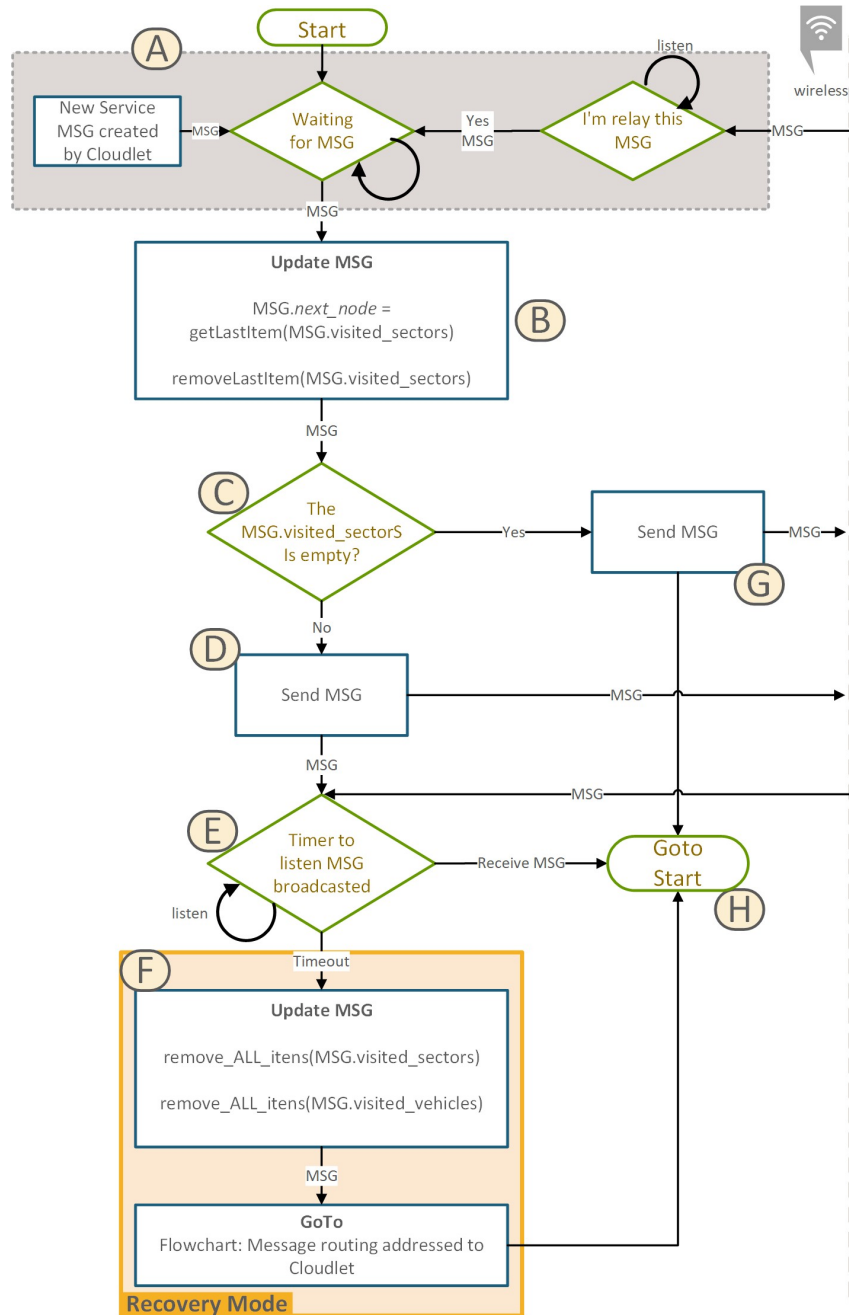 Start
A
listen
wireless
New Service
MSG created
by Cloudlet
MSG
Waiting
for MSG
Yes
MSG
I'm relay this
MSG
MSG
MSG
Update MSG
MSG.next_node =
getLastItem(MSG.visited_sectors)
removeLastItem(MSG.visited_sectors)
B
MSG
C
The
MSG.visited_sectorS
Is empty?
Yes
Send MSG
MSG
G
No
D
Send MSG
MSG
MSG
MSG
E
Timer to
listen MSG
broadcasted
Receive MSG
Goto
Start
H
listen
Timeout
F
Update MSG
remove_ALL_itens(MSG.visited_sectors)
remove_ALL_itens(MSG.visited_vehicles)
MSG
GoTo
Flowchart: Message routing addressed to
Cloudlet
Recovery Mode